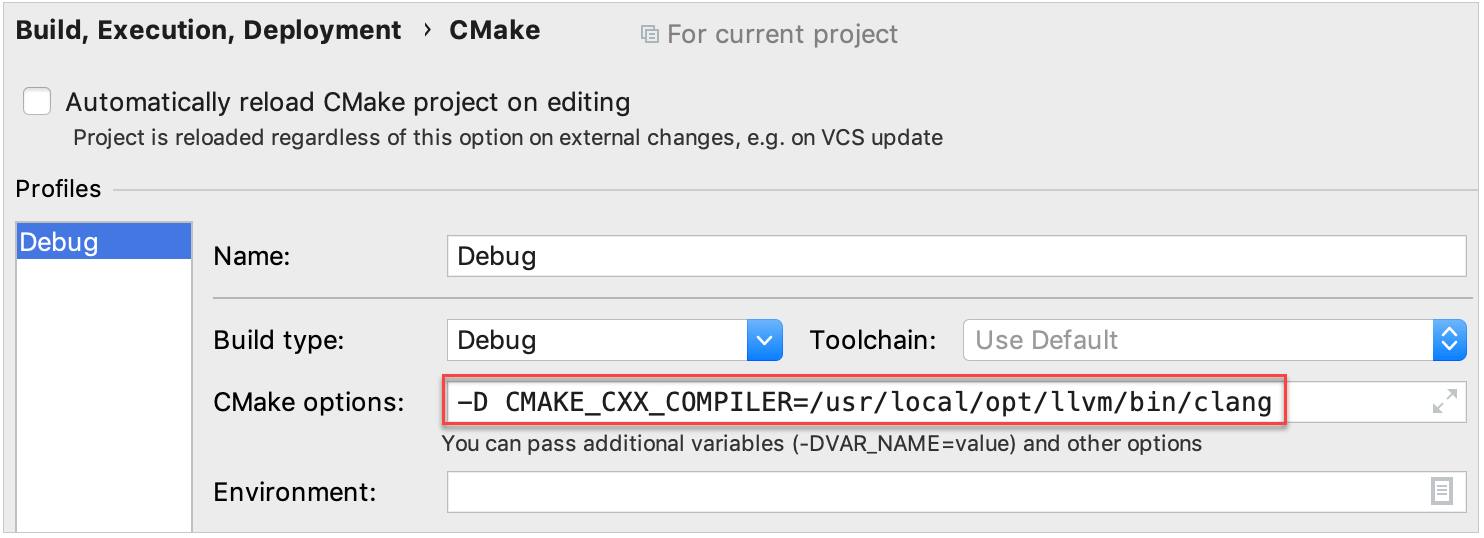 Build, Execution, Deployment › CMake For current project
Automatically reload CMake project on editing
Project is reloaded regardless of this option on external changes, e.g. on VCS update
Profiles
Debug
Name: Debug
Build type: Debug Toolchain: Use Default
CMake options: -D CMAKE_CXX_COMPILER=/usr/local/opt/llvm/bin/clang
You can pass additional variables (-DVAR_NAME=value) and other options
Environment: